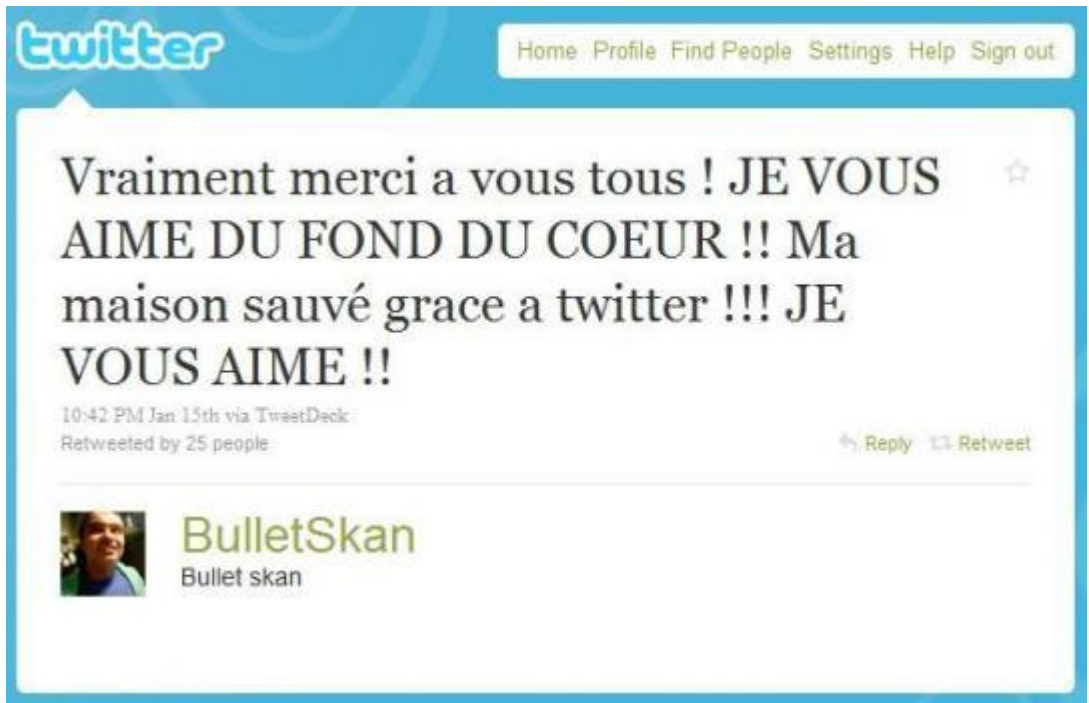 twitter
Home Profile Find People Settings Help Sign out
Vraiment merci a vous tous ! JE VOUS
AIME DU FOND DU COEUR !! Ma
maison sauvé grace a twitter !!! JE
VOUS AIME !!
10:42 PM Jan 15th via TweetDeck
Retweeted by 25 people
Reply Retweet
BulletSkan
Bullet skan